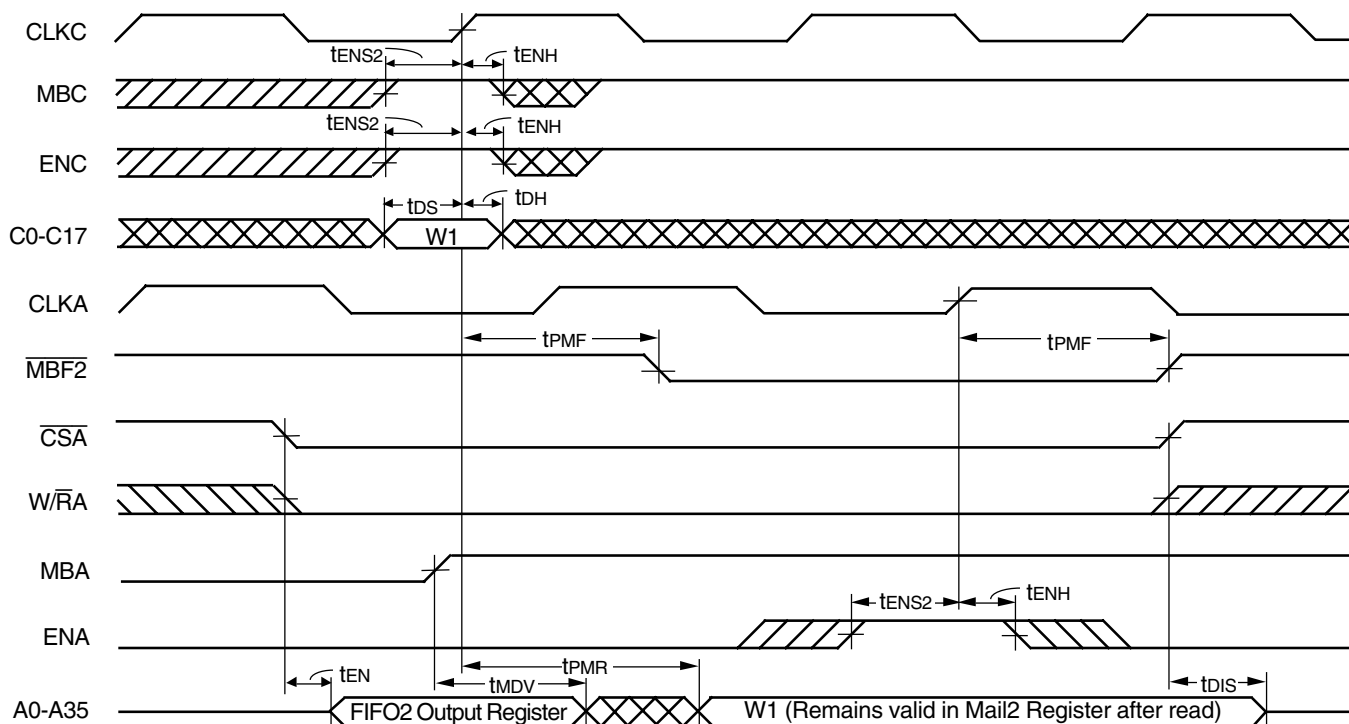 CLKC
tENS2 tENH
MBC
tENS2 tENH
ENC
tDS tDH
C0-C17 W1
CLKA
tPMF tPMF
MBF2
CSA
W/RA
MBA
tENS2 tENH
ENA
tEN tMDV tPMR tDIS
A0-A35 FIFO2 Output Register W1 (Remains valid in Mail2 Register after read)